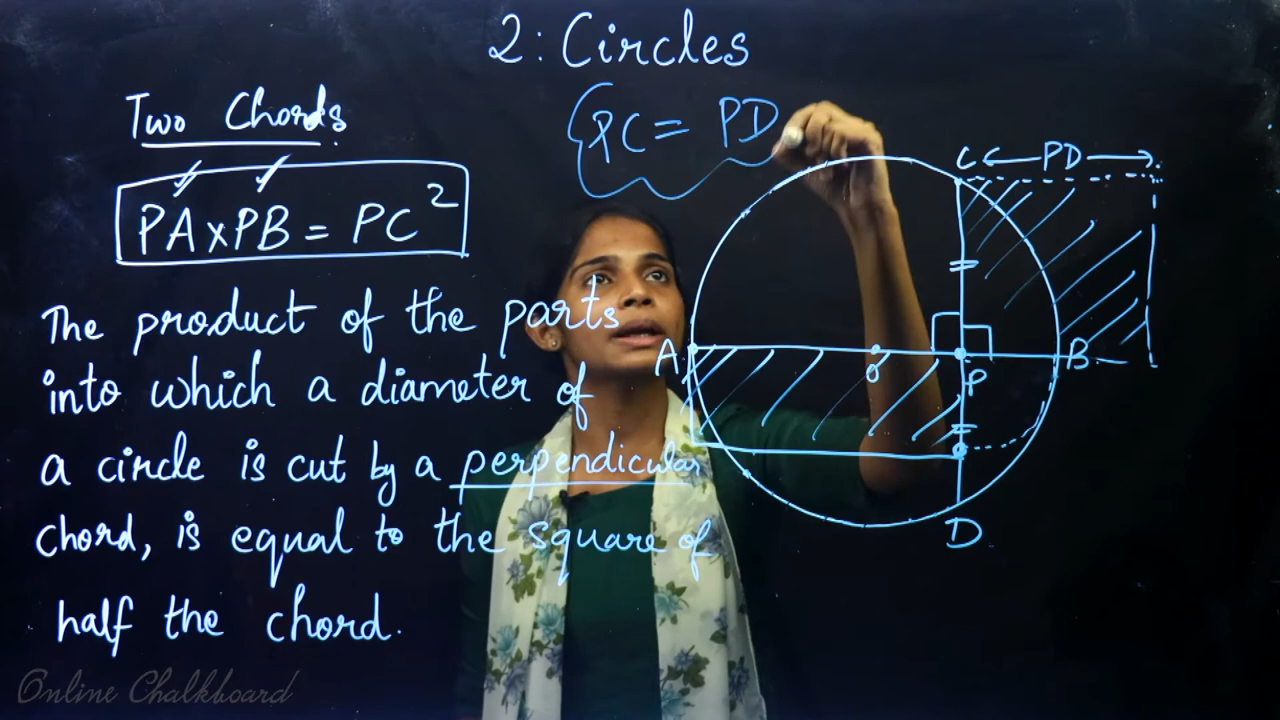 2: Circles
Two Chords
{PC = PD
PA x PB = PC²
The product of the parts
into which a diameter of
a circle is cut by a perpendicular
chord, is equal to the square of
half the chord.
C PD
A O P B
D
Online Chalkboard